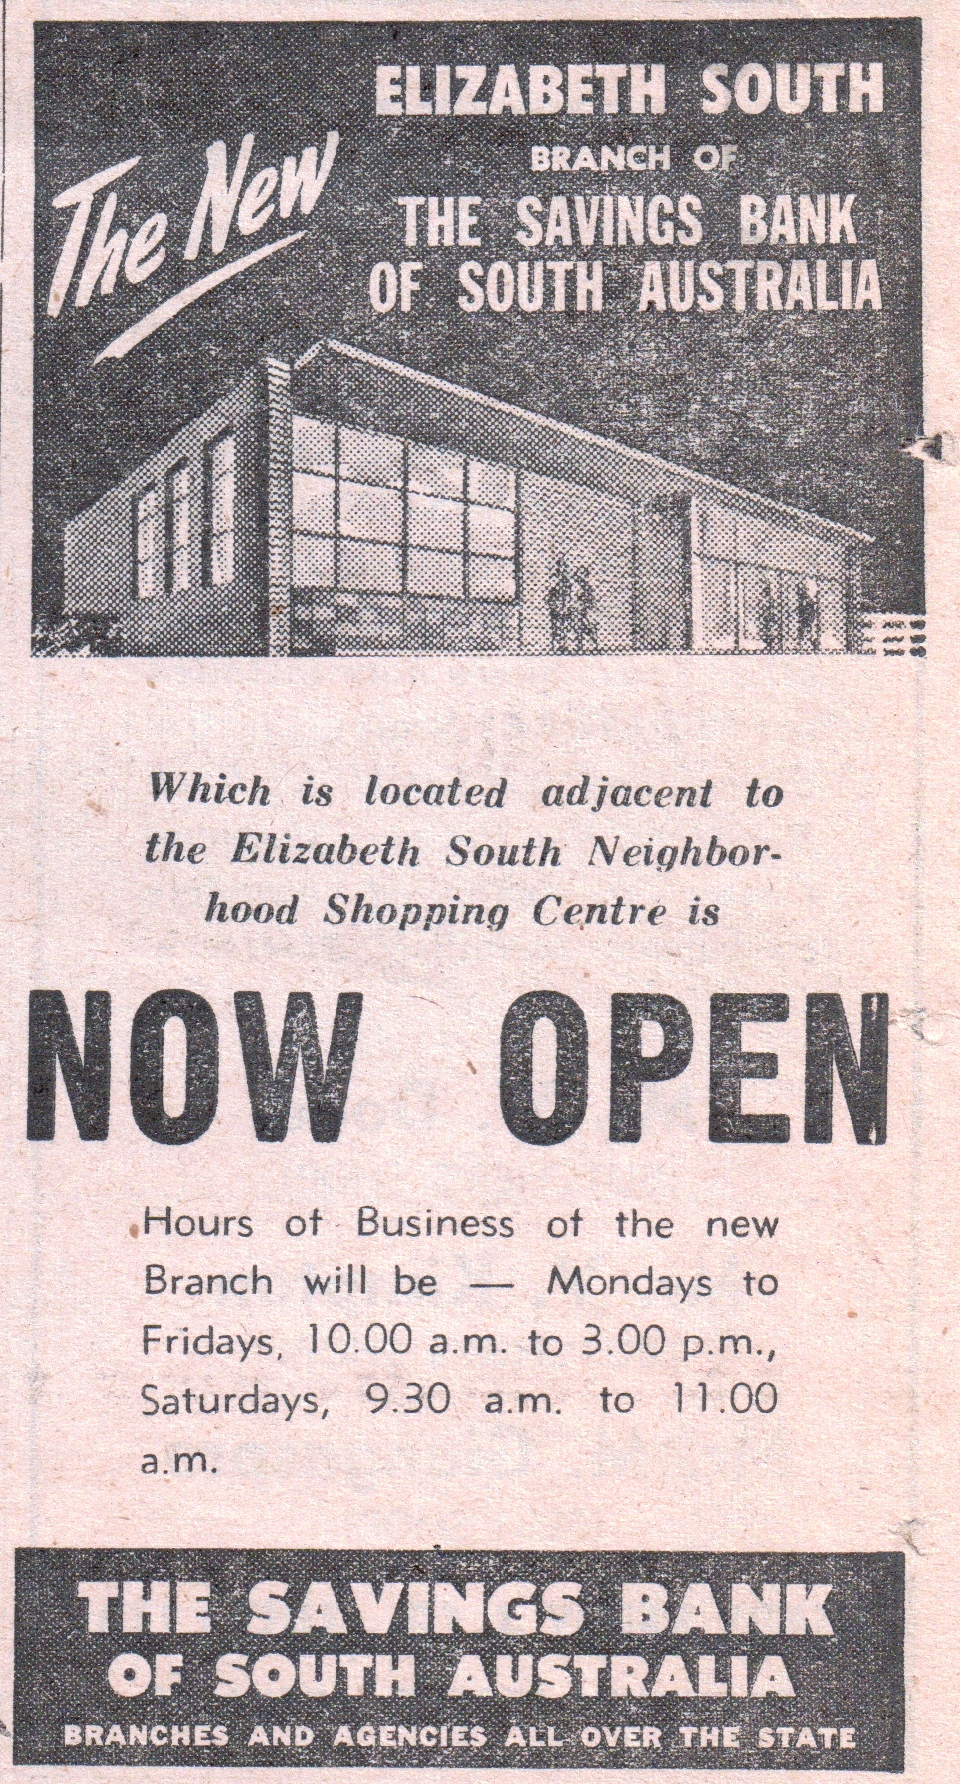 The New
ELIZABETH SOUTH
BRANCH OF
THE SAVINGS BANK
OF SOUTH AUSTRALIA
Which is located adjacent to
the Elizabeth South Neighbor-
hood Shopping Centre is
NOW OPEN
Hours of Business of the new
Branch will be — Mondays to
Fridays, 10.00 a.m. to 3.00 p.m.,
Saturdays, 9.30 a.m. to 11.00
a.m.
THE SAVINGS BANK
OF SOUTH AUSTRALIA
BRANCHES AND AGENCIES ALL OVER THE STATE